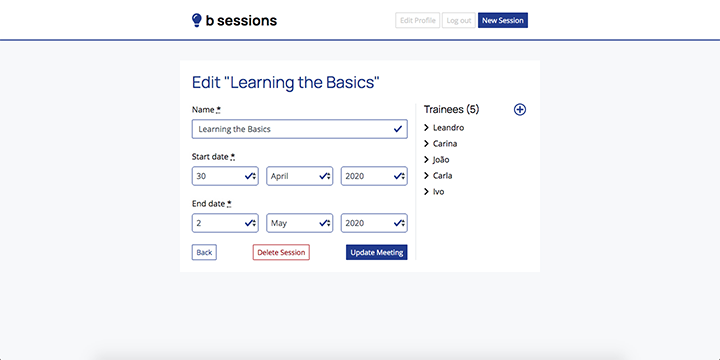 b sessions
Edit Profile
Log out
New Session
Edit "Learning the Basics"
Name *
Learning the Basics
Start date *
30
April
2020
End date *
2
May
2020
Back
Delete Session
Update Meeting
Trainees (5)
Leandro
Carina
João
Carla
Ivo